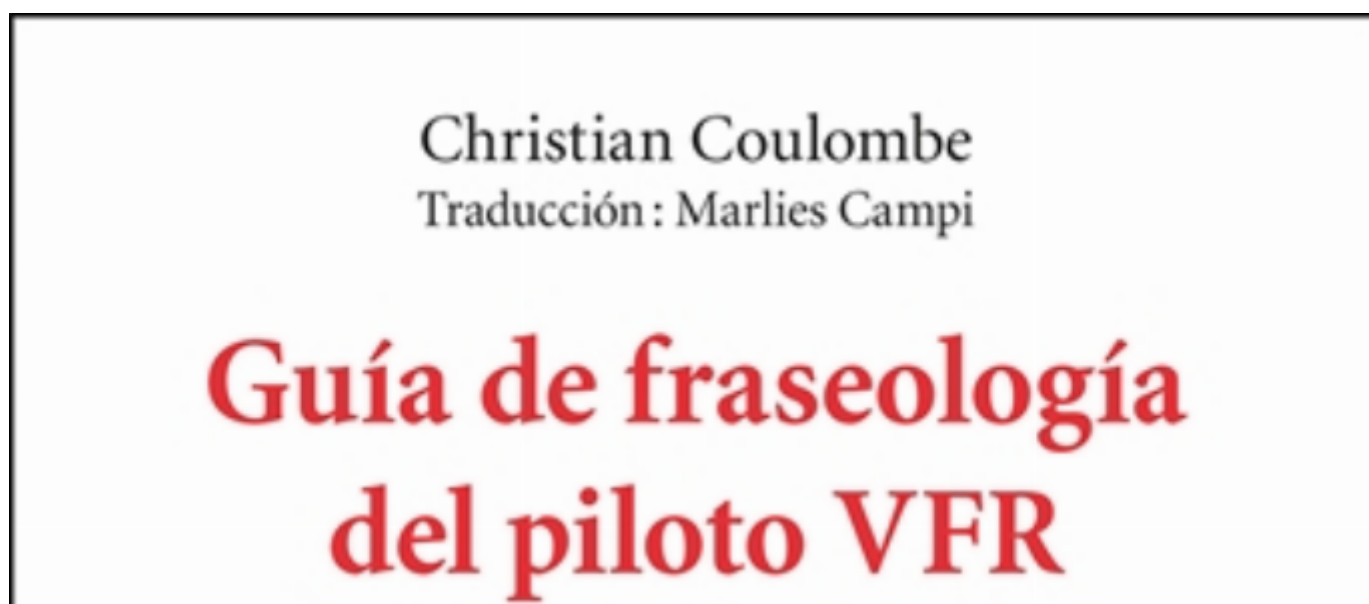 Christian Coulombe
Traducción: Marlies Campi
Guía de fraseología
del piloto VFR